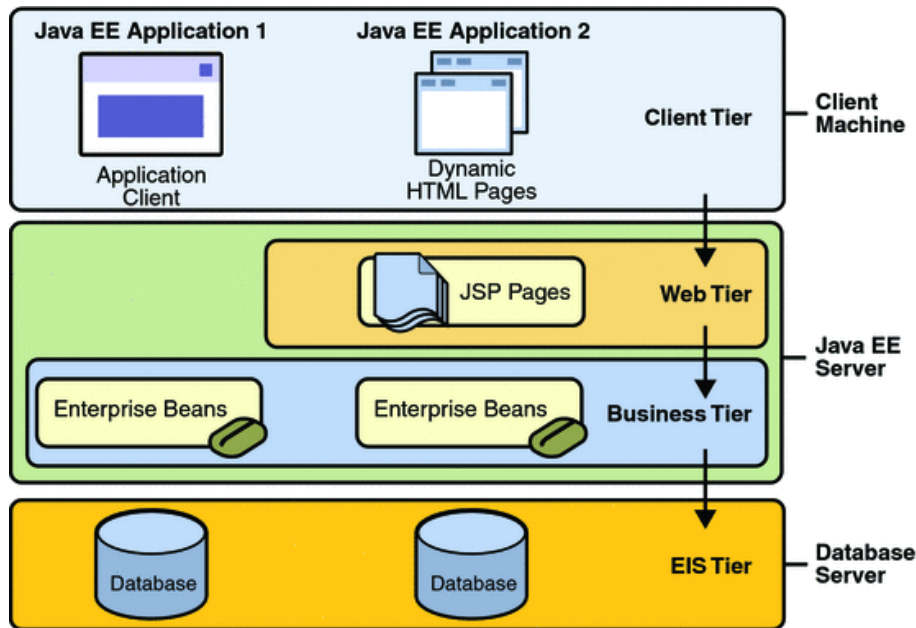 Java EE Application 1
Java EE Application 2
Application
Client
Dynamic
HTML Pages
Client Tier
Client
Machine
JSP Pages
Web Tier
Java EE
Server
Enterprise Beans
Enterprise Beans
Business Tier
Database
Database
EIS Tier
Database
Server